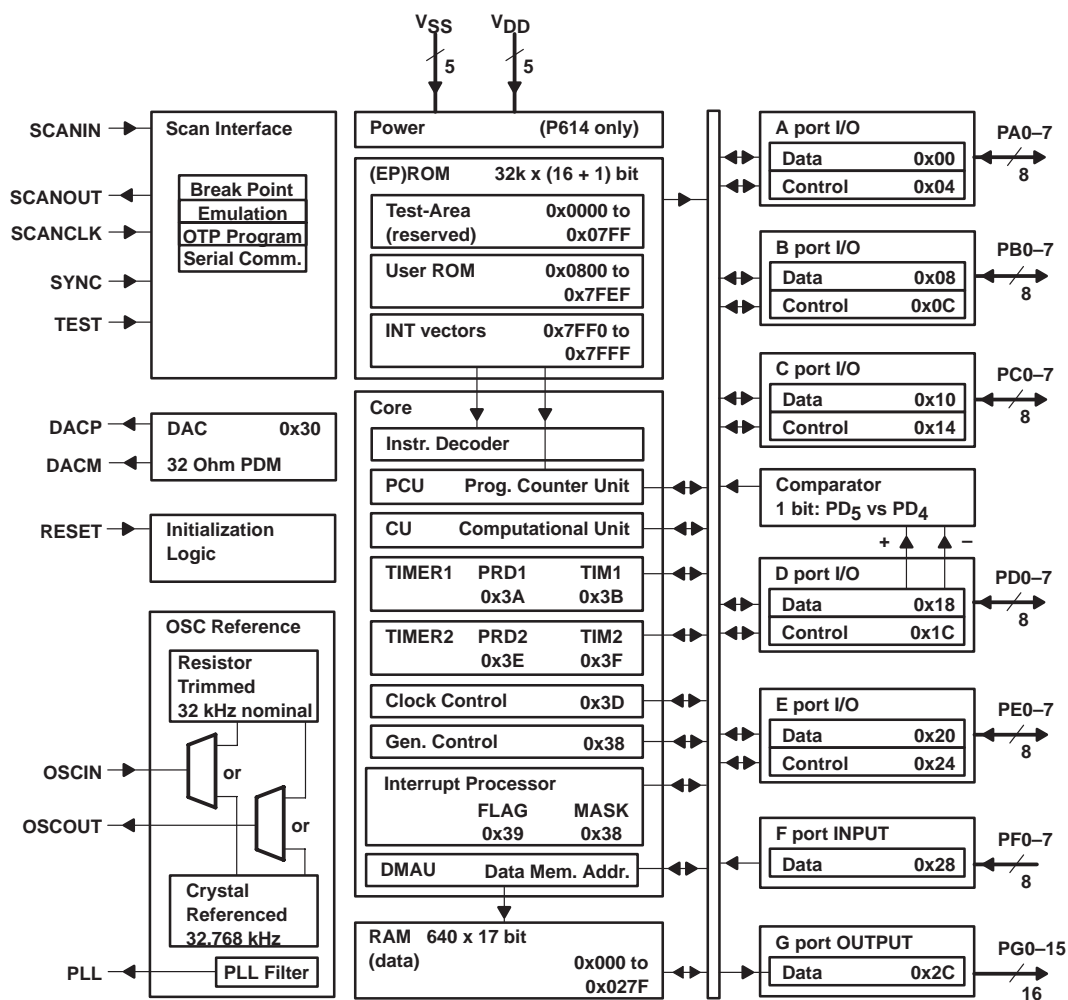 VSS VDD
5 5
SCANIN
SCANOUT
SCANCLK
SYNC
TEST
Scan Interface
Break Point
Emulation
OTP Program
Serial Comm.
DACP
DACM
DAC 0x30
32 Ohm PDM
RESET
Initialization
Logic
OSC Reference
Resistor
Trimmed
32 kHz nominal
OSCIN
or
OSCOUT
or
Crystal
Referenced
32.768 kHz
PLL
PLL Filter
Power (P614 only)
(EP)ROM 32k x (16 + 1) bit
Test-Area 0x0000 to
(reserved) 0x07FF
User ROM 0x0800 to
0x7FEF
INT vectors 0x7FF0 to
0x7FFF
Core
Instr. Decoder
PCU Prog. Counter Unit
CU Computational Unit
TIMER1 PRD1 TIM1
0x3A 0x3B
TIMER2 PRD2 TIM2
0x3E 0x3F
Clock Control 0x3D
Gen. Control 0x38
Interrupt Processor
FLAG MASK
0x39 0x38
DMAU Data Mem. Addr.
RAM 640 x 17 bit
(data) 0x000 to
0x027F
A port I/O
Data 0x00
Control 0x04
PA0–7
8
B port I/O
Data 0x08
Control 0x0C
PB0–7
8
C port I/O
Data 0x10
Control 0x14
PC0–7
8
Comparator
1 bit: PD5 vs PD4
+ –
D port I/O
Data 0x18
Control 0x1C
PD0–7
8
E port I/O
Data 0x20
Control 0x24
PE0–7
8
F port INPUT
Data 0x28
PF0–7
8
G port OUTPUT
Data 0x2C
PG0–15
16